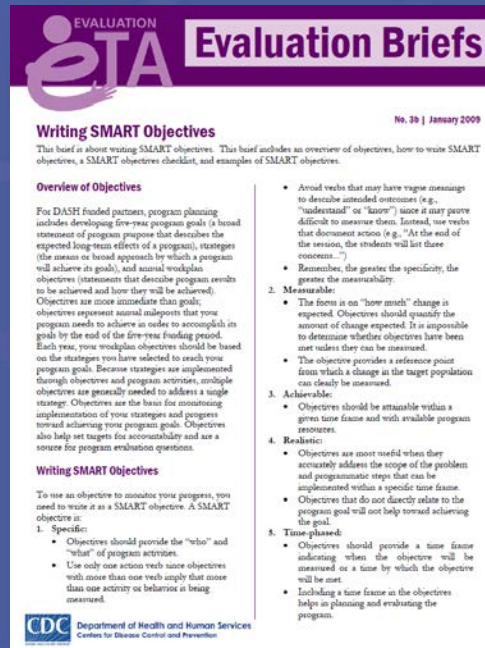 EVALUATION
eTA
Evaluation Briefs
No. 3b | January 2009
Writing SMART Objectives
This brief is about writing SMART objectives. This brief includes an overview of objectives, how to write SMART
objectives, a SMART objectives checklist, and examples of SMART objectives.
Overview of Objectives
For DASH funded partners, program planning
includes developing five-year program goals (a broad
statement of program purpose that describes the
expected long-term effects of a program), strategies
(the means or broad approach by which a program
will achieve its goals), and annual workplan
objectives (statements that describe program results
to be achieved and how they will be achieved).
Objectives are more immediate than goals;
objectives represent annual mileposts that your
program needs to achieve in order to accomplish its
goals by the end of the five-year funding period.
Each year, your workplan objectives should be based
on the strategies you have selected to reach your
program goals. Because strategies are implemented
through objectives and program activities, multiple
objectives are generally needed to address a single
strategy. Objectives are the basis for monitoring
implementation of your strategies and progress
toward achieving your program goals. Objectives
also help set targets for accountability and are a
source for program evaluation questions.
Writing SMART Objectives
To use an objective to monitor your progress, you
need to write it as a SMART objective. A SMART
objective is:
1. Specific:
• Objectives should provide the "who" and
"what" of program activities.
• Use only one action verb since objectives
with more than one verb imply that more
than one activity or behavior is being
measured.
• Avoid verbs that may have vague meanings
to describe intended outcomes (e.g.,
"understand" or "know") since it may prove
difficult to measure them. Instead, use verbs
that document action (e.g., "At the end of
the session, the students will list three
concerns...")
• Remember, the greater the specificity, the
greater the measurability.
2. Measurable:
• The focus is on "how much" change is
expected. Objectives should quantify the
amount of change expected. It is impossible
to determine whether objectives have been
met unless they can be measured.
• The objective provides a reference point
from which a change in the target population
can clearly be measured.
3. Achievable:
• Objectives should be attainable within a
given time frame and with available program
resources.
4. Realistic:
• Objectives are most useful when they
accurately address the scope of the problem
and programmatic steps that can be
implemented within a specific time frame.
• Objectives that do not directly relate to the
program goal will not help toward achieving
the goal.
5. Time-phased:
• Objectives should provide a time frame
indicating when the objective will be
measured or a time by which the objective
will be met.
• Including a time frame in the objectives
helps in planning and evaluating the
program.
CDC
Department of Health and Human Services
Centers for Disease Control and Prevention